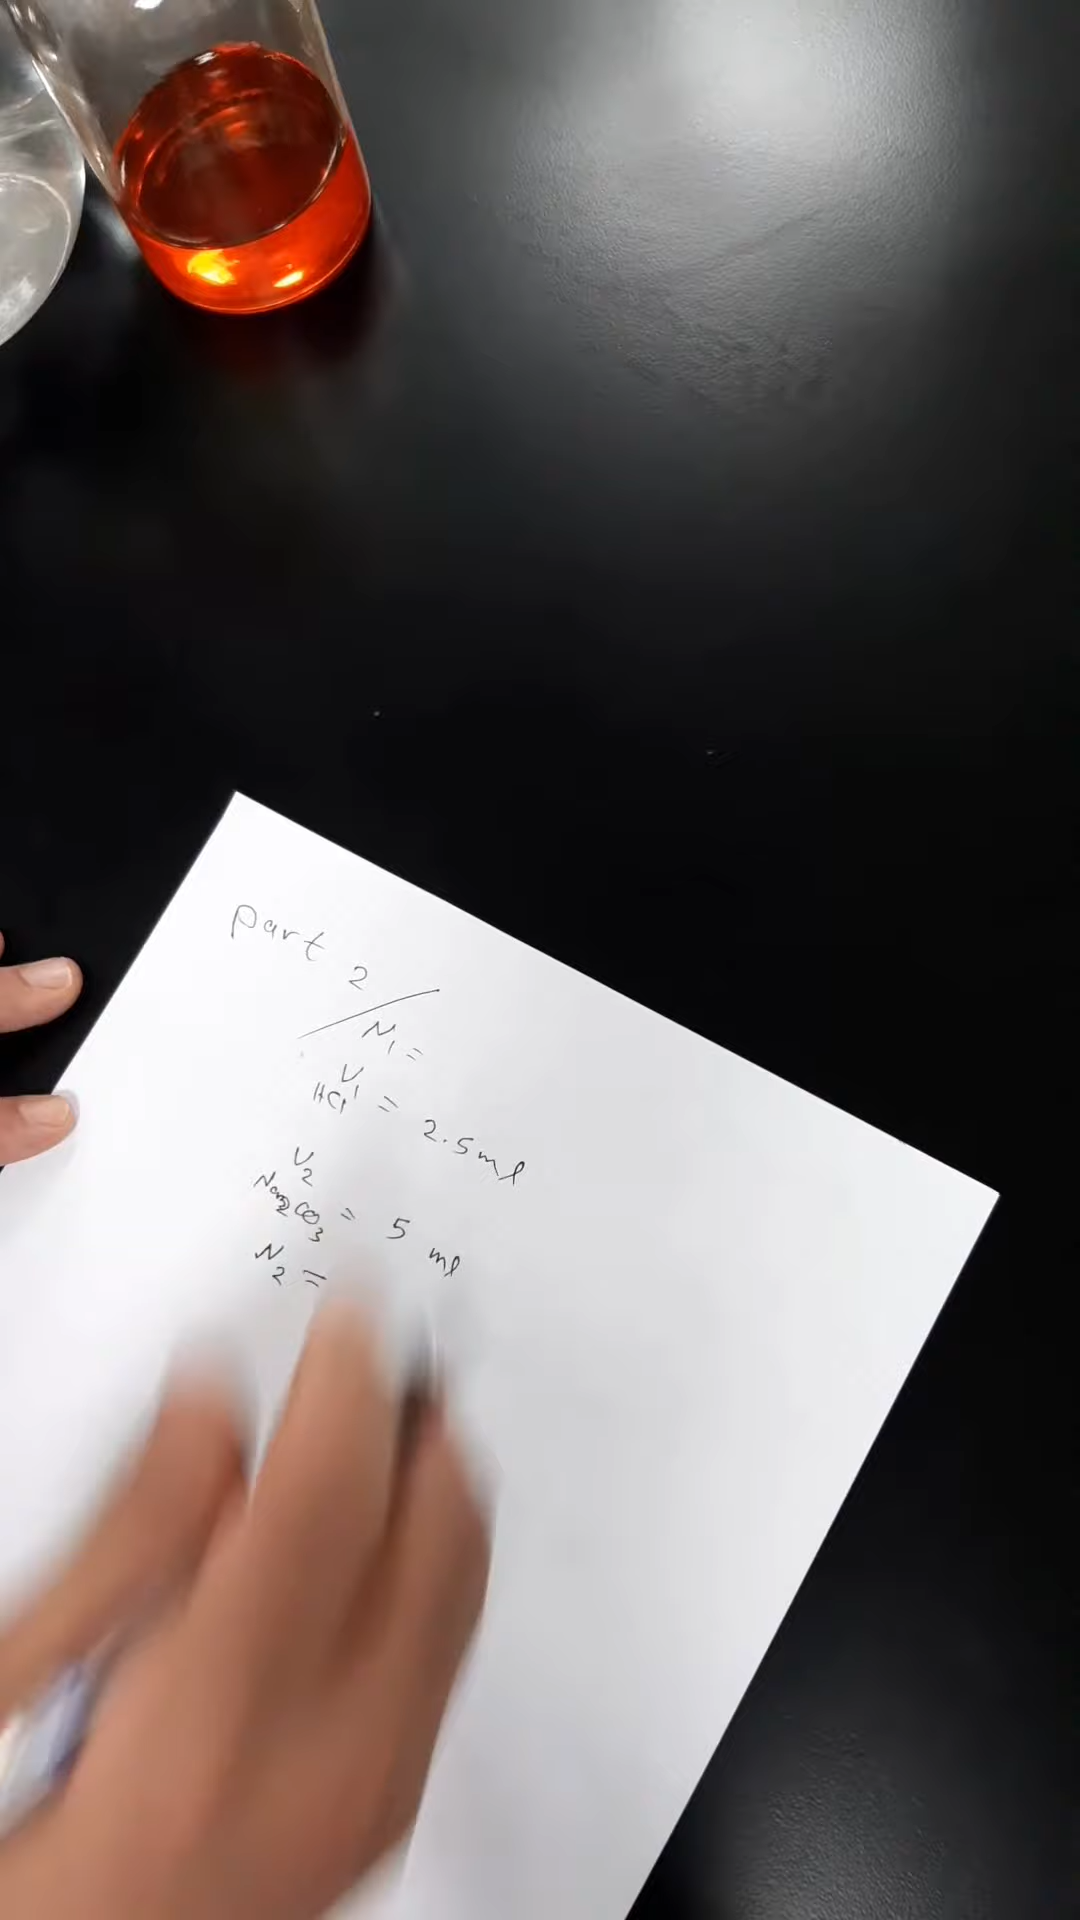 part 2
N1 =
V1 HCl = 2.5 ml
V2 Na2CO3 = 5 ml
N2 =